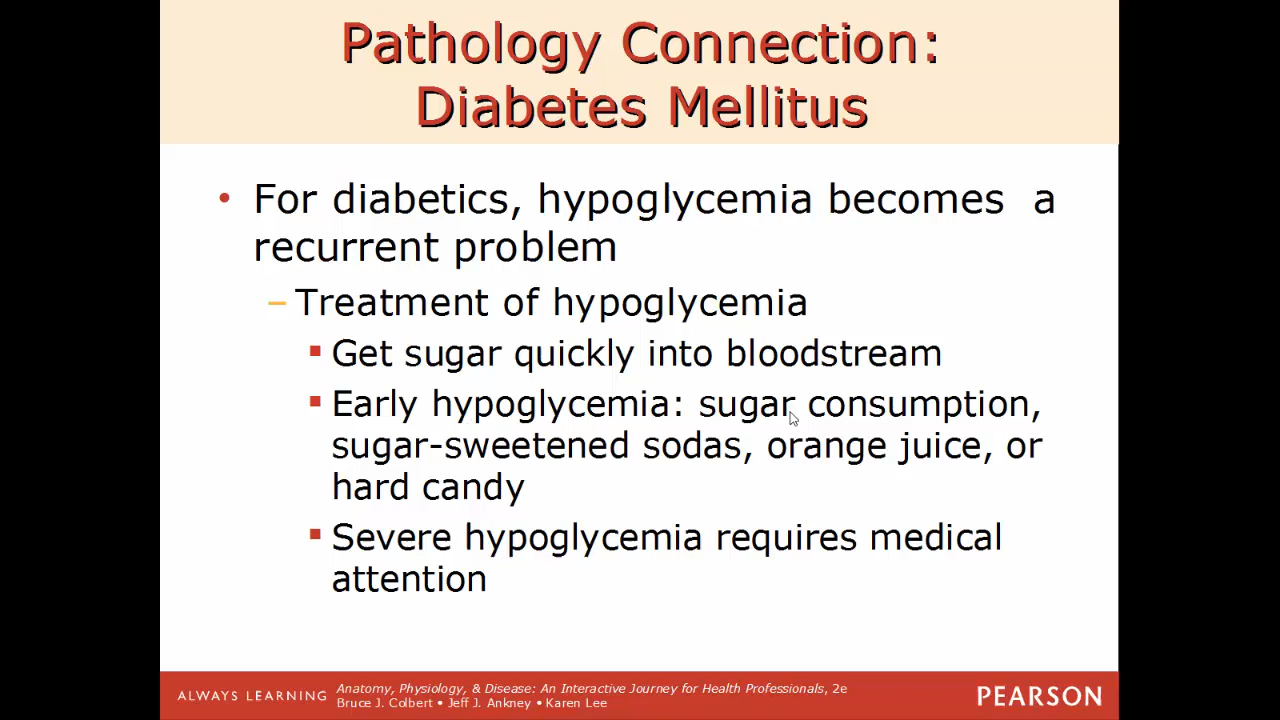 Pathology Connection:
Diabetes Mellitus
• For diabetics, hypoglycemia becomes a
recurrent problem
– Treatment of hypoglycemia
▪ Get sugar quickly into bloodstream
▪ Early hypoglycemia: sugar consumption,
sugar-sweetened sodas, orange juice, or
hard candy
▪ Severe hypoglycemia requires medical
attention
ALWAYS LEARNING
Anatomy, Physiology, & Disease: An Interactive Journey for Health Professionals, 2e
Bruce J. Colbert • Jeff J. Ankney • Karen Lee
PEARSON